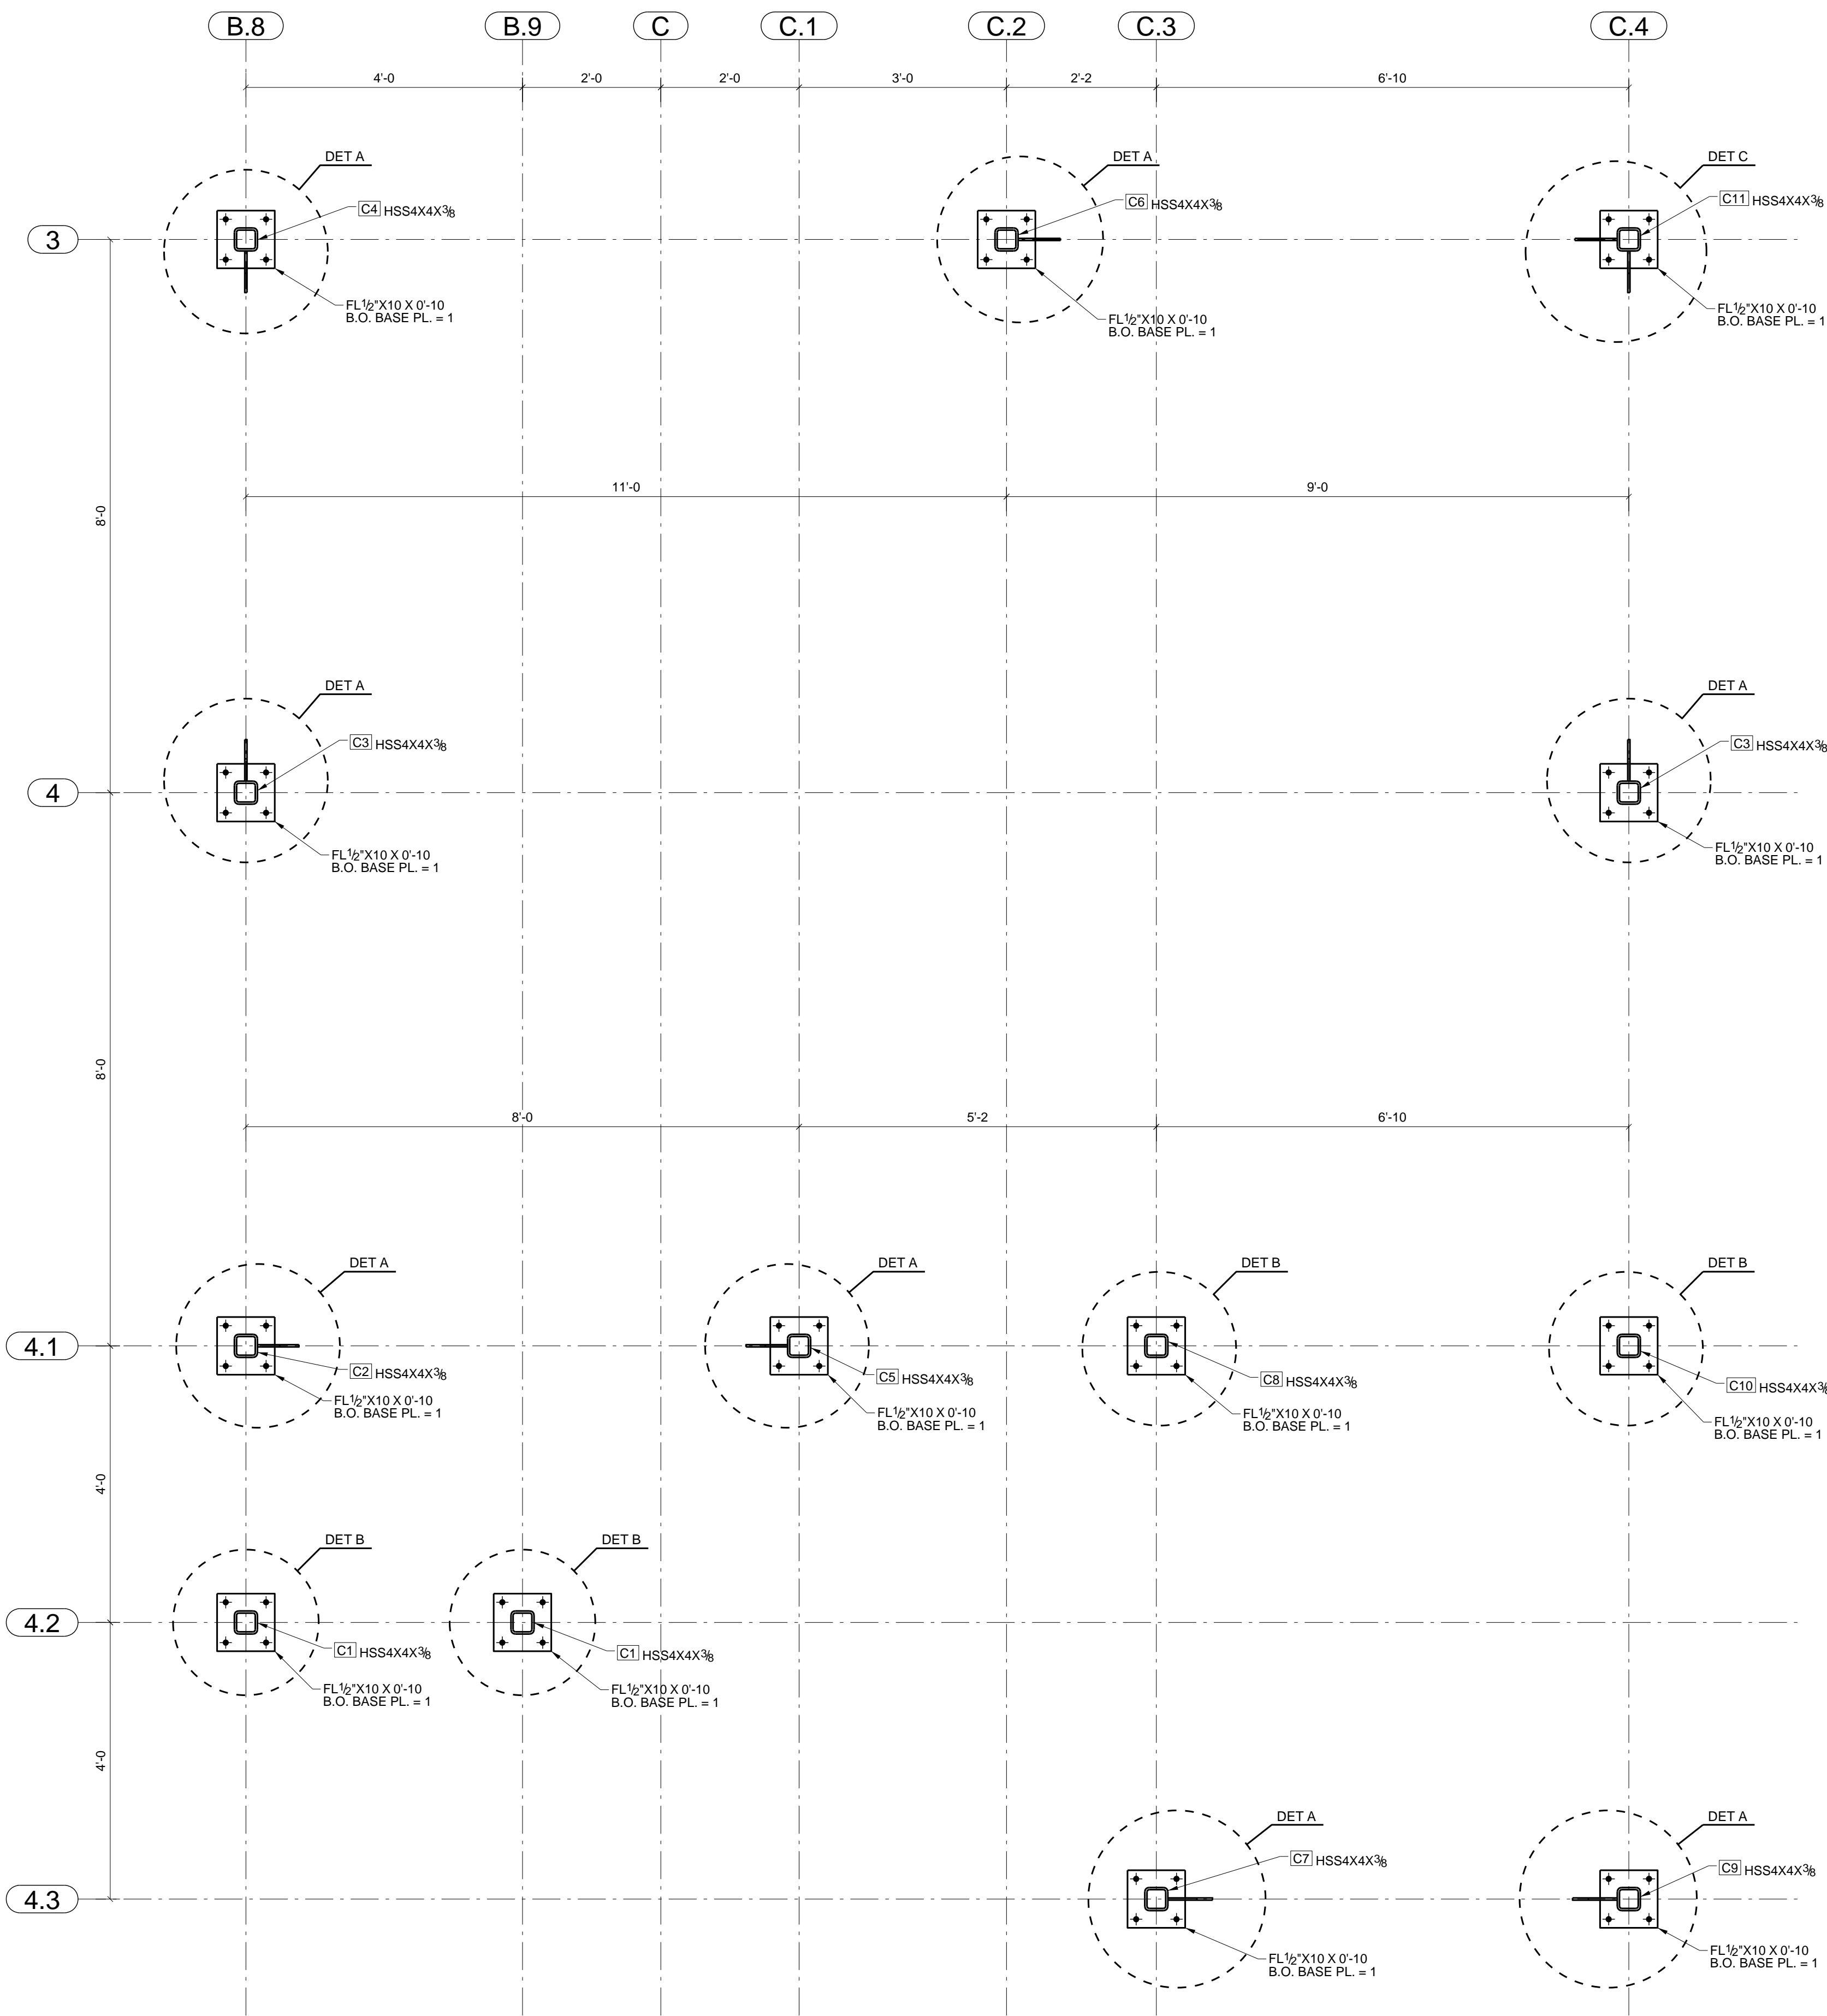 B.8
B.9
C
C.1
C.2
C.3
C.4
4'-0
2'-0
2'-0
3'-0
2'-2
6'-10
DET A
C4 HSS4X4X3/8
FL1/2"X10 X 0'-10
B.O. BASE PL. = 1
DET A
C6 HSS4X4X3/8
FL1/2"X10 X 0'-10
B.O. BASE PL. = 1
DET C
C11 HSS4X4X3/8
FL1/2"X10 X 0'-10
B.O. BASE PL. = 1
3
8'-0
11'-0
9'-0
DET A
C3 HSS4X4X3/8
FL1/2"X10 X 0'-10
B.O. BASE PL. = 1
DET A
C3 HSS4X4X3/8
FL1/2"X10 X 0'-10
B.O. BASE PL. = 1
4
8'-0
8'-0
5'-2
6'-10
DET A
C2 HSS4X4X3/8
FL1/2"X10 X 0'-10
B.O. BASE PL. = 1
DET A
C5 HSS4X4X3/8
FL1/2"X10 X 0'-10
B.O. BASE PL. = 1
DET B
C8 HSS4X4X3/8
FL1/2"X10 X 0'-10
B.O. BASE PL. = 1
DET B
C10 HSS4X4X3/8
FL1/2"X10 X 0'-10
B.O. BASE PL. = 1
4.1
4'-0
DET B
C1 HSS4X4X3/8
FL1/2"X10 X 0'-10
B.O. BASE PL. = 1
DET B
C1 HSS4X4X3/8
FL1/2"X10 X 0'-10
B.O. BASE PL. = 1
4.2
4'-0
DET A
C7 HSS4X4X3/8
FL1/2"X10 X 0'-10
B.O. BASE PL. = 1
DET A
C9 HSS4X4X3/8
FL1/2"X10 X 0'-10
B.O. BASE PL. = 1
4.3